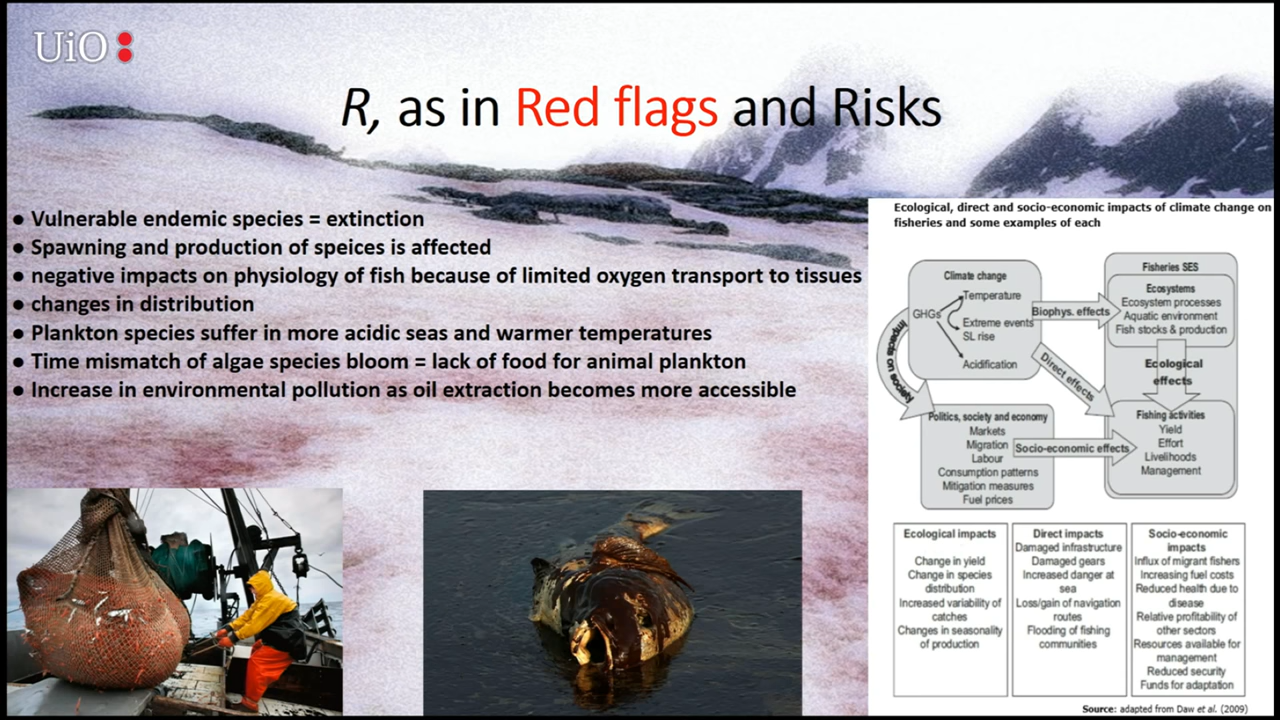 UiO:
R, as in Red flags and Risks
● Vulnerable endemic species = extinction
● Spawning and production of speices is affected
● negative impacts on physiology of fish because of limited oxygen transport to tissues
● changes in distribution
● Plankton species suffer in more acidic seas and warmer temperatures
● Time mismatch of algae species bloom = lack of food for animal plankton
● Increase in environmental pollution as oil extraction becomes more accessible
Ecological, direct and socio-economic impacts of climate change on
fisheries and some examples of each
Climate change
GHGs
Temperature
Extreme events
SL rise
Acidification
Biophys. effects
Direct effects
Impacts on
Fisheries SES
Ecosystems
Ecosystem processes
Aquatic environment
Fish stocks & production
Ecological
effects
Politics, society and economy
Markets
Migration
Labour
Consumption patterns
Mitigation measures
Fuel prices
Socio-economic effects
Fishing activities
Yield
Effort
Livelihoods
Management
Ecological impacts
Change in yield
Change in species
distribution
Increased variability of
catches
Changes in seasonality
of production
Direct impacts
Damaged infrastructure
Damaged gears
Increased danger at
sea
Loss/gain of navigation
routes
Flooding of fishing
communities
Socio-economic
impacts
Influx of migrant fishers
Increasing fuel costs
Reduced health due to
disease
Relative profitability of
other sectors
Resources available for
management
Reduced security
Funds for adaptation
Source: adapted from Daw et al. (2009)